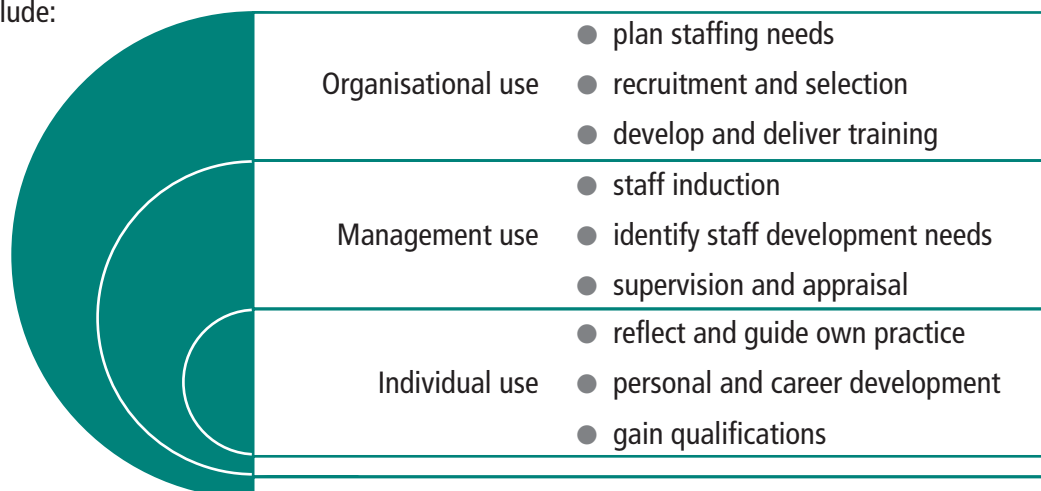 lude:
Organisational use
● plan staffing needs
● recruitment and selection
● develop and deliver training
Management use
● staff induction
● identify staff development needs
● supervision and appraisal
Individual use
● reflect and guide own practice
● personal and career development
● gain qualifications